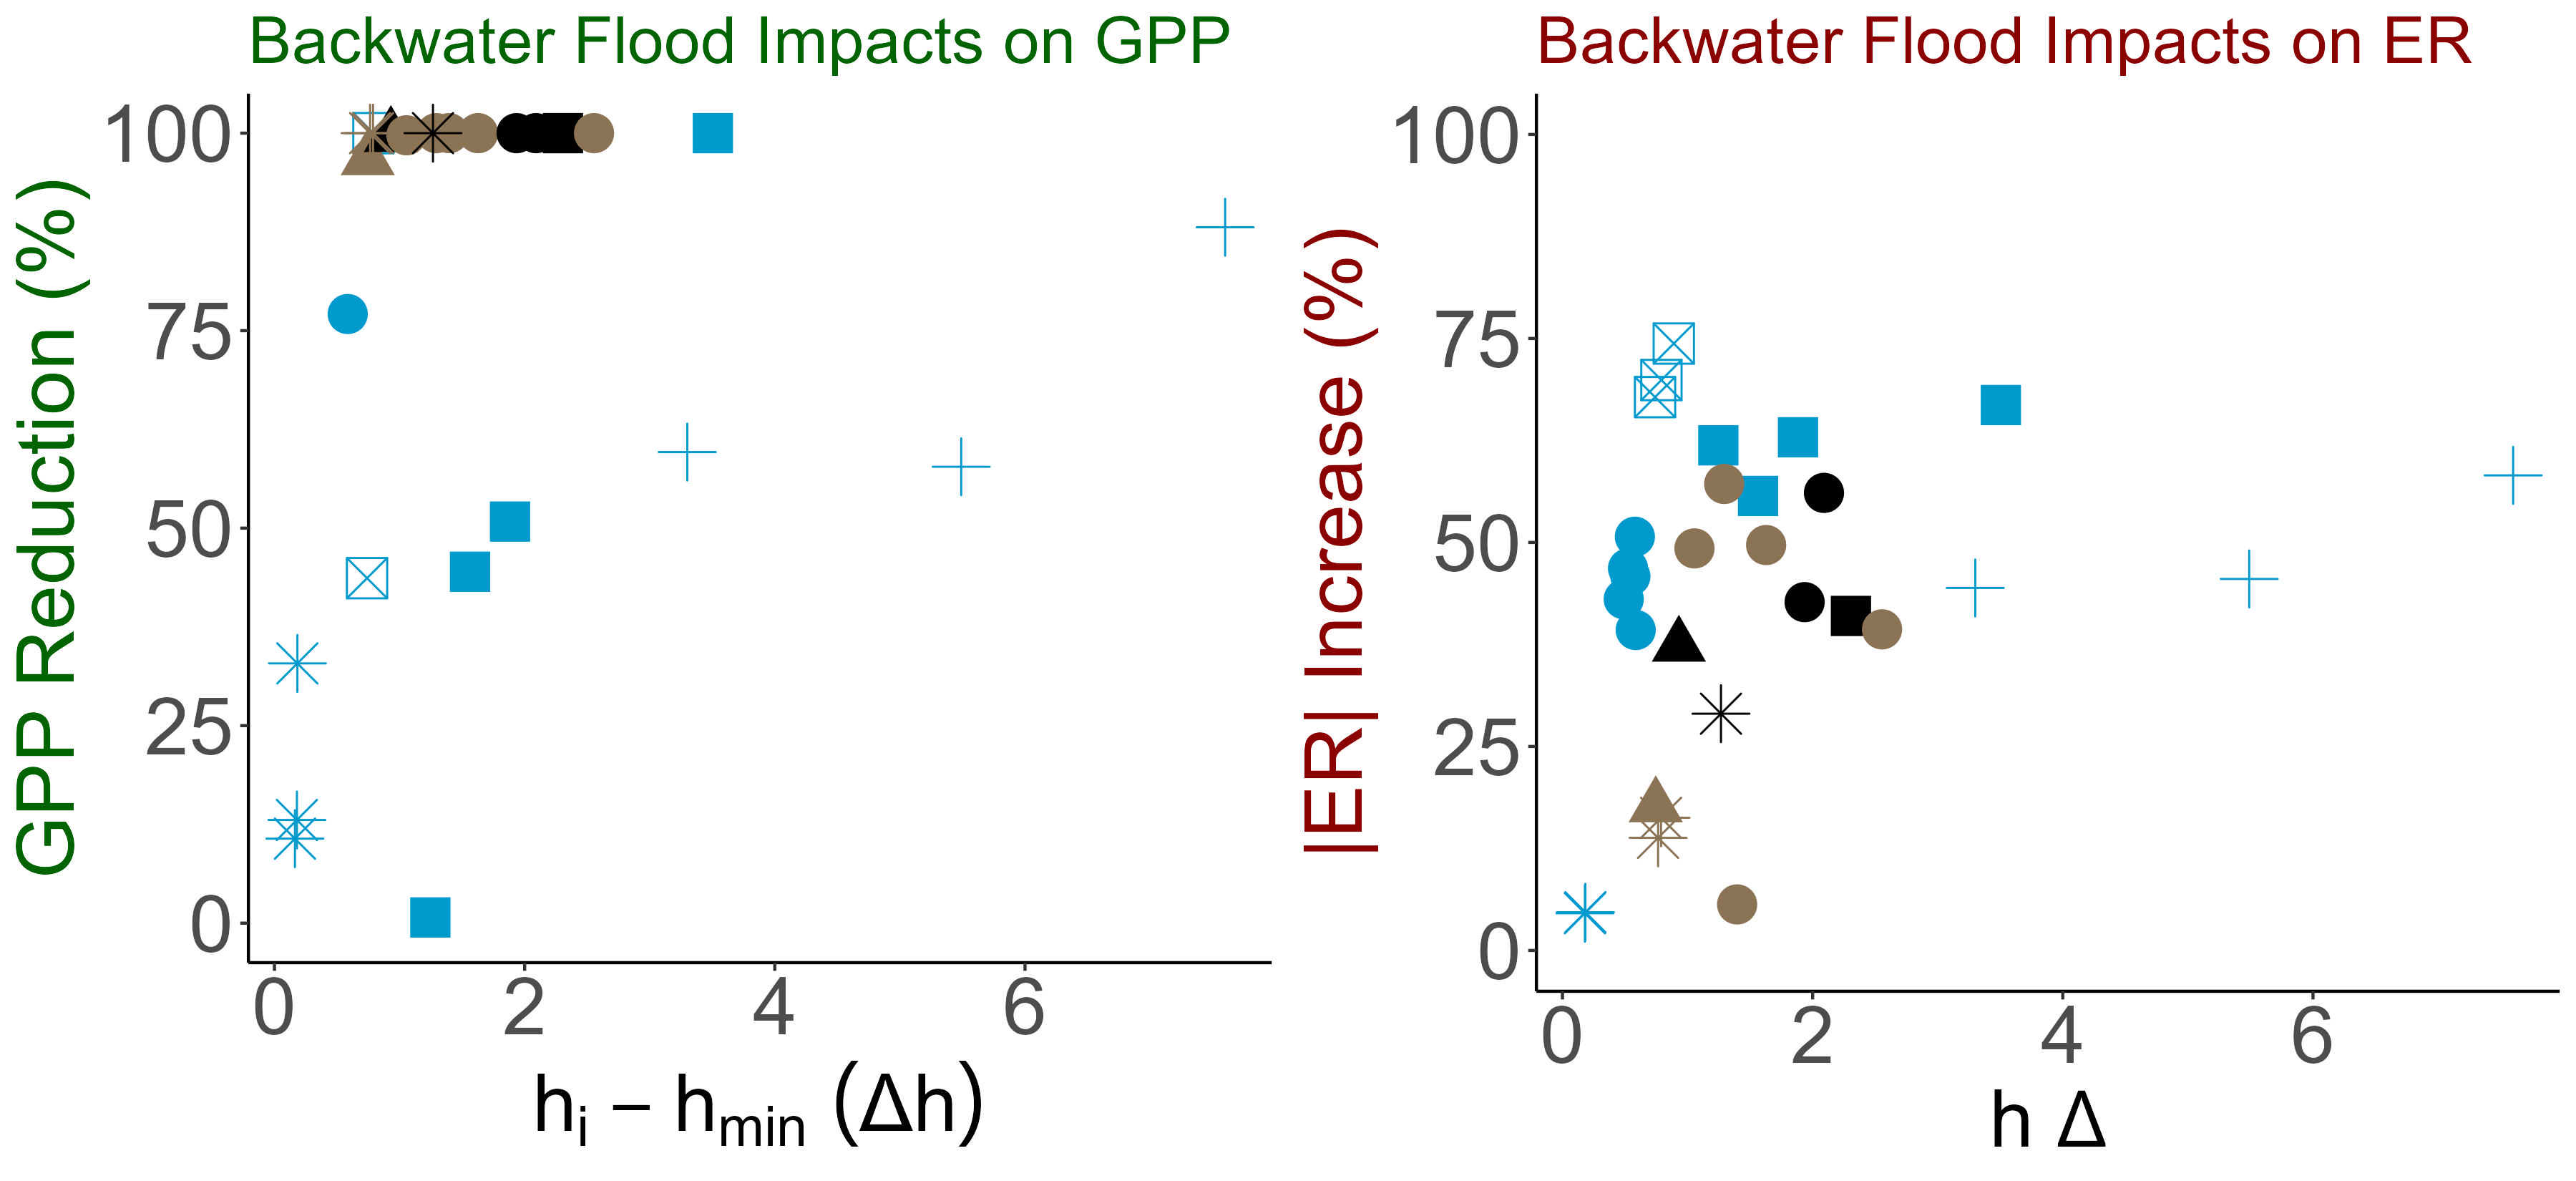 Backwater Flood Impacts on GPP
GPP Reduction (%)
100
75
50
25
0
0 2 4 6
hi − hmin (Δh)
Backwater Flood Impacts on ER
|ER| Increase (%)
100
75
50
25
0
0 2 4 6
h Δ